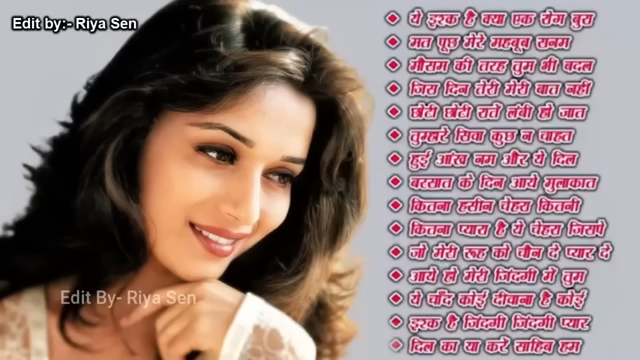 Edit by:- Riya Sen
ये इश्क है क्या एक रोग बुरा
मत पूछ मेरे महबूब सनम
मौसम की तरह तुम भी बदल
जिस दिन तेरी मेरी बात नहीं
छोटी छोटी रातें लंबी हो जात
तुम्हारे सिवा कुछ न चाहत
हुई आंख नम और ये दिल
बरसात के दिन आये मुलाकात
कितना हसीन चेहरा कितनी
कितना प्यारा है ये चेहरा जिसपे
जो मेरी रूह को चौन दे प्यार दे
आये हो मेरी जिंदगी में तुम
ये चाँद कोई दीवाना है कोई
इश्क है जिंदगी जिंदगी प्यार
दिल का या करें साहिब हम
Edit By- Riya Sen